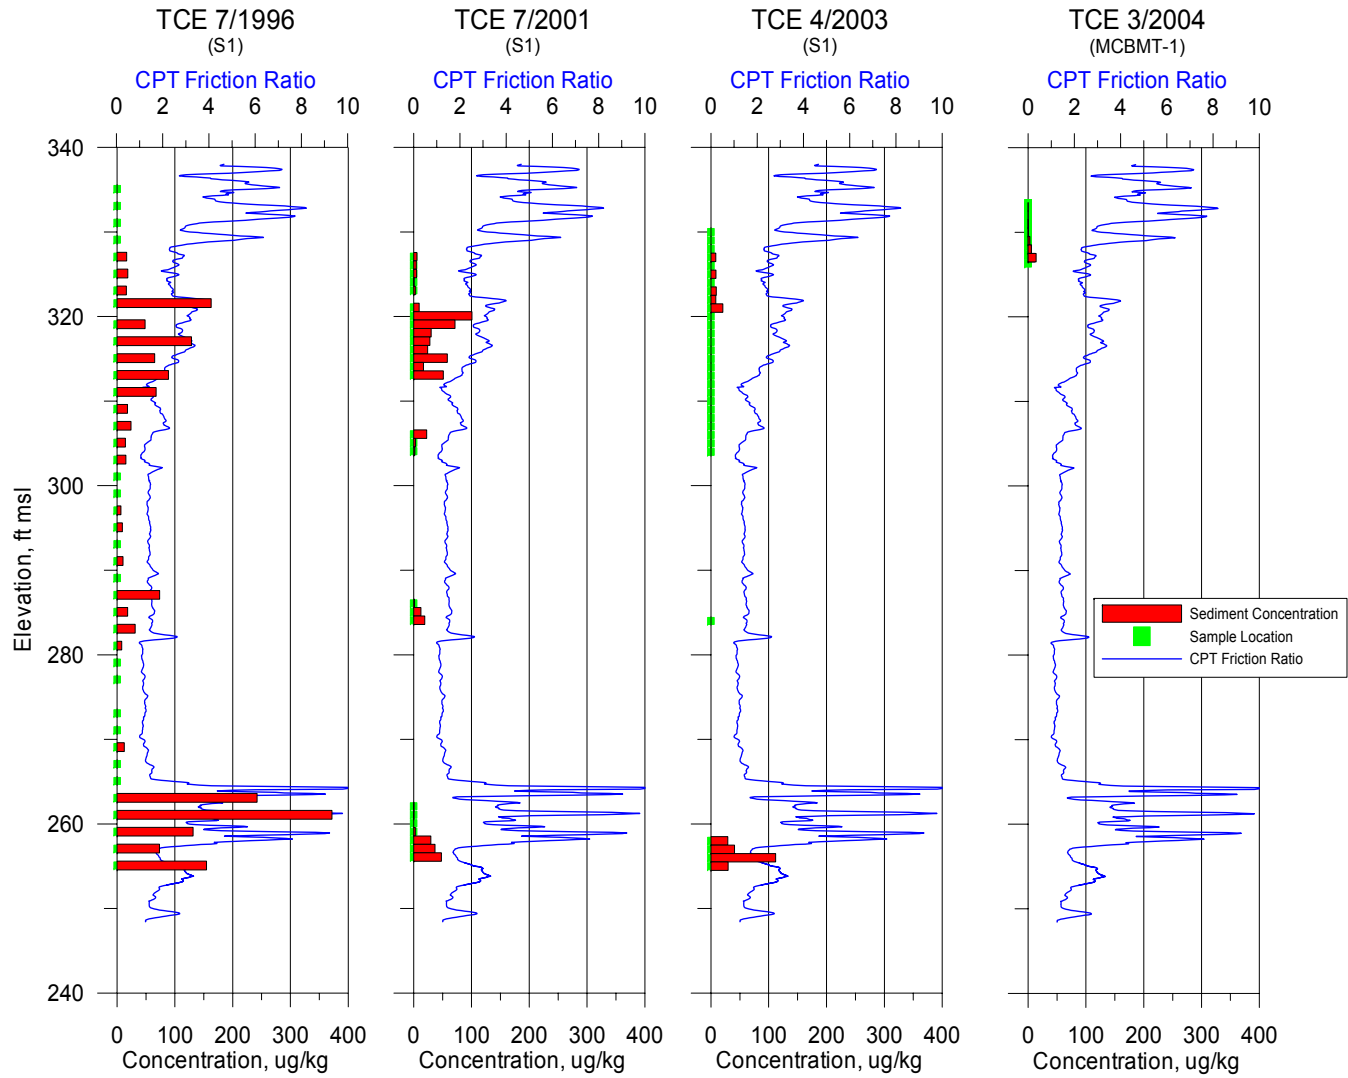 TCE 7/1996 TCE 7/2001 TCE 4/2003 TCE 3/2004
(S1) (S1) (S1) (MCBMT-1)
CPT Friction Ratio CPT Friction Ratio CPT Friction Ratio CPT Friction Ratio
0 2 4 6 8 10 0 2 4 6 8 10 0 2 4 6 8 10 0 2 4 6 8 10
340
320
300
280
260
240
Elevation, ft msl
Sediment Concentration
Sample Location
CPT Friction Ratio
0 100 200 300 400 0 100 200 300 400 0 100 200 300 400 0 100 200 300 400
Concentration, ug/kg Concentration, ug/kg Concentration, ug/kg Concentration, ug/kg